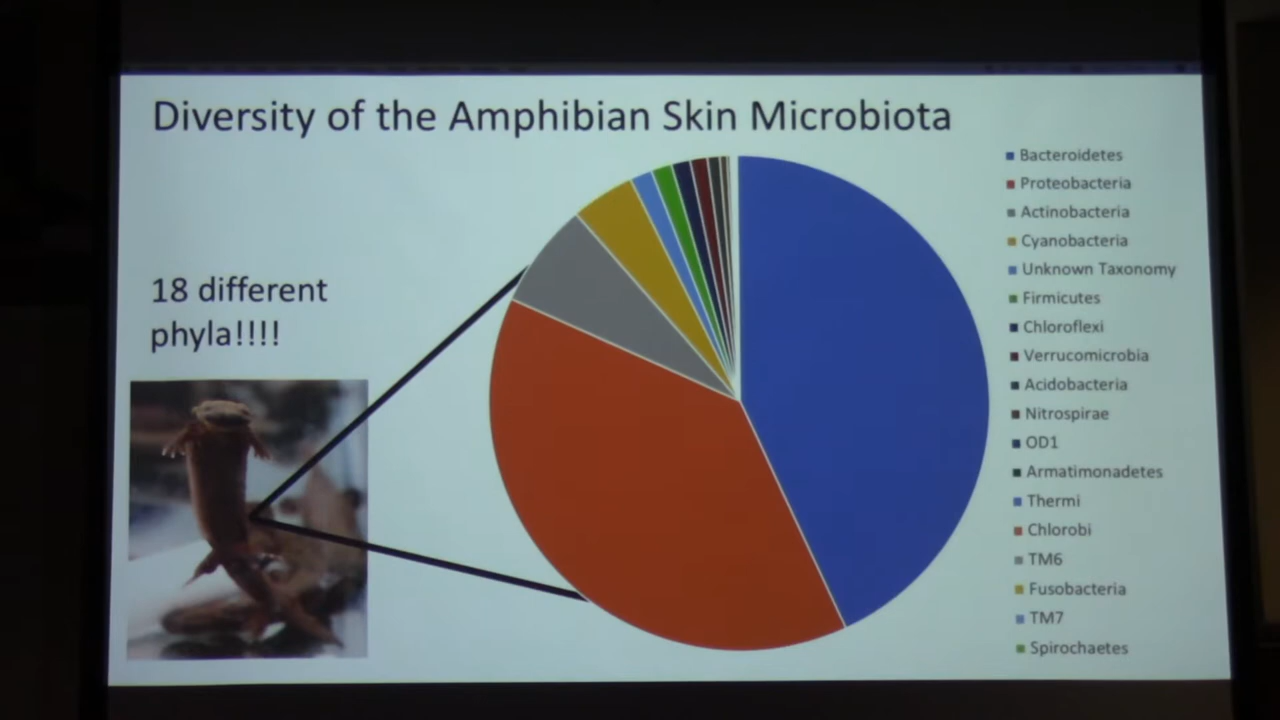 Diversity of the Amphibian Skin Microbiota
18 different
phyla!!!!
Bacteroidetes
Proteobacteria
Actinobacteria
Cyanobacteria
Unknown Taxonomy
Firmicutes
Chloroflexi
Verrucomicrobia
Acidobacteria
Nitrospirae
OD1
Armatimonadetes
Thermi
Chlorobi
TM6
Fusobacteria
TM7
Spirochaetes